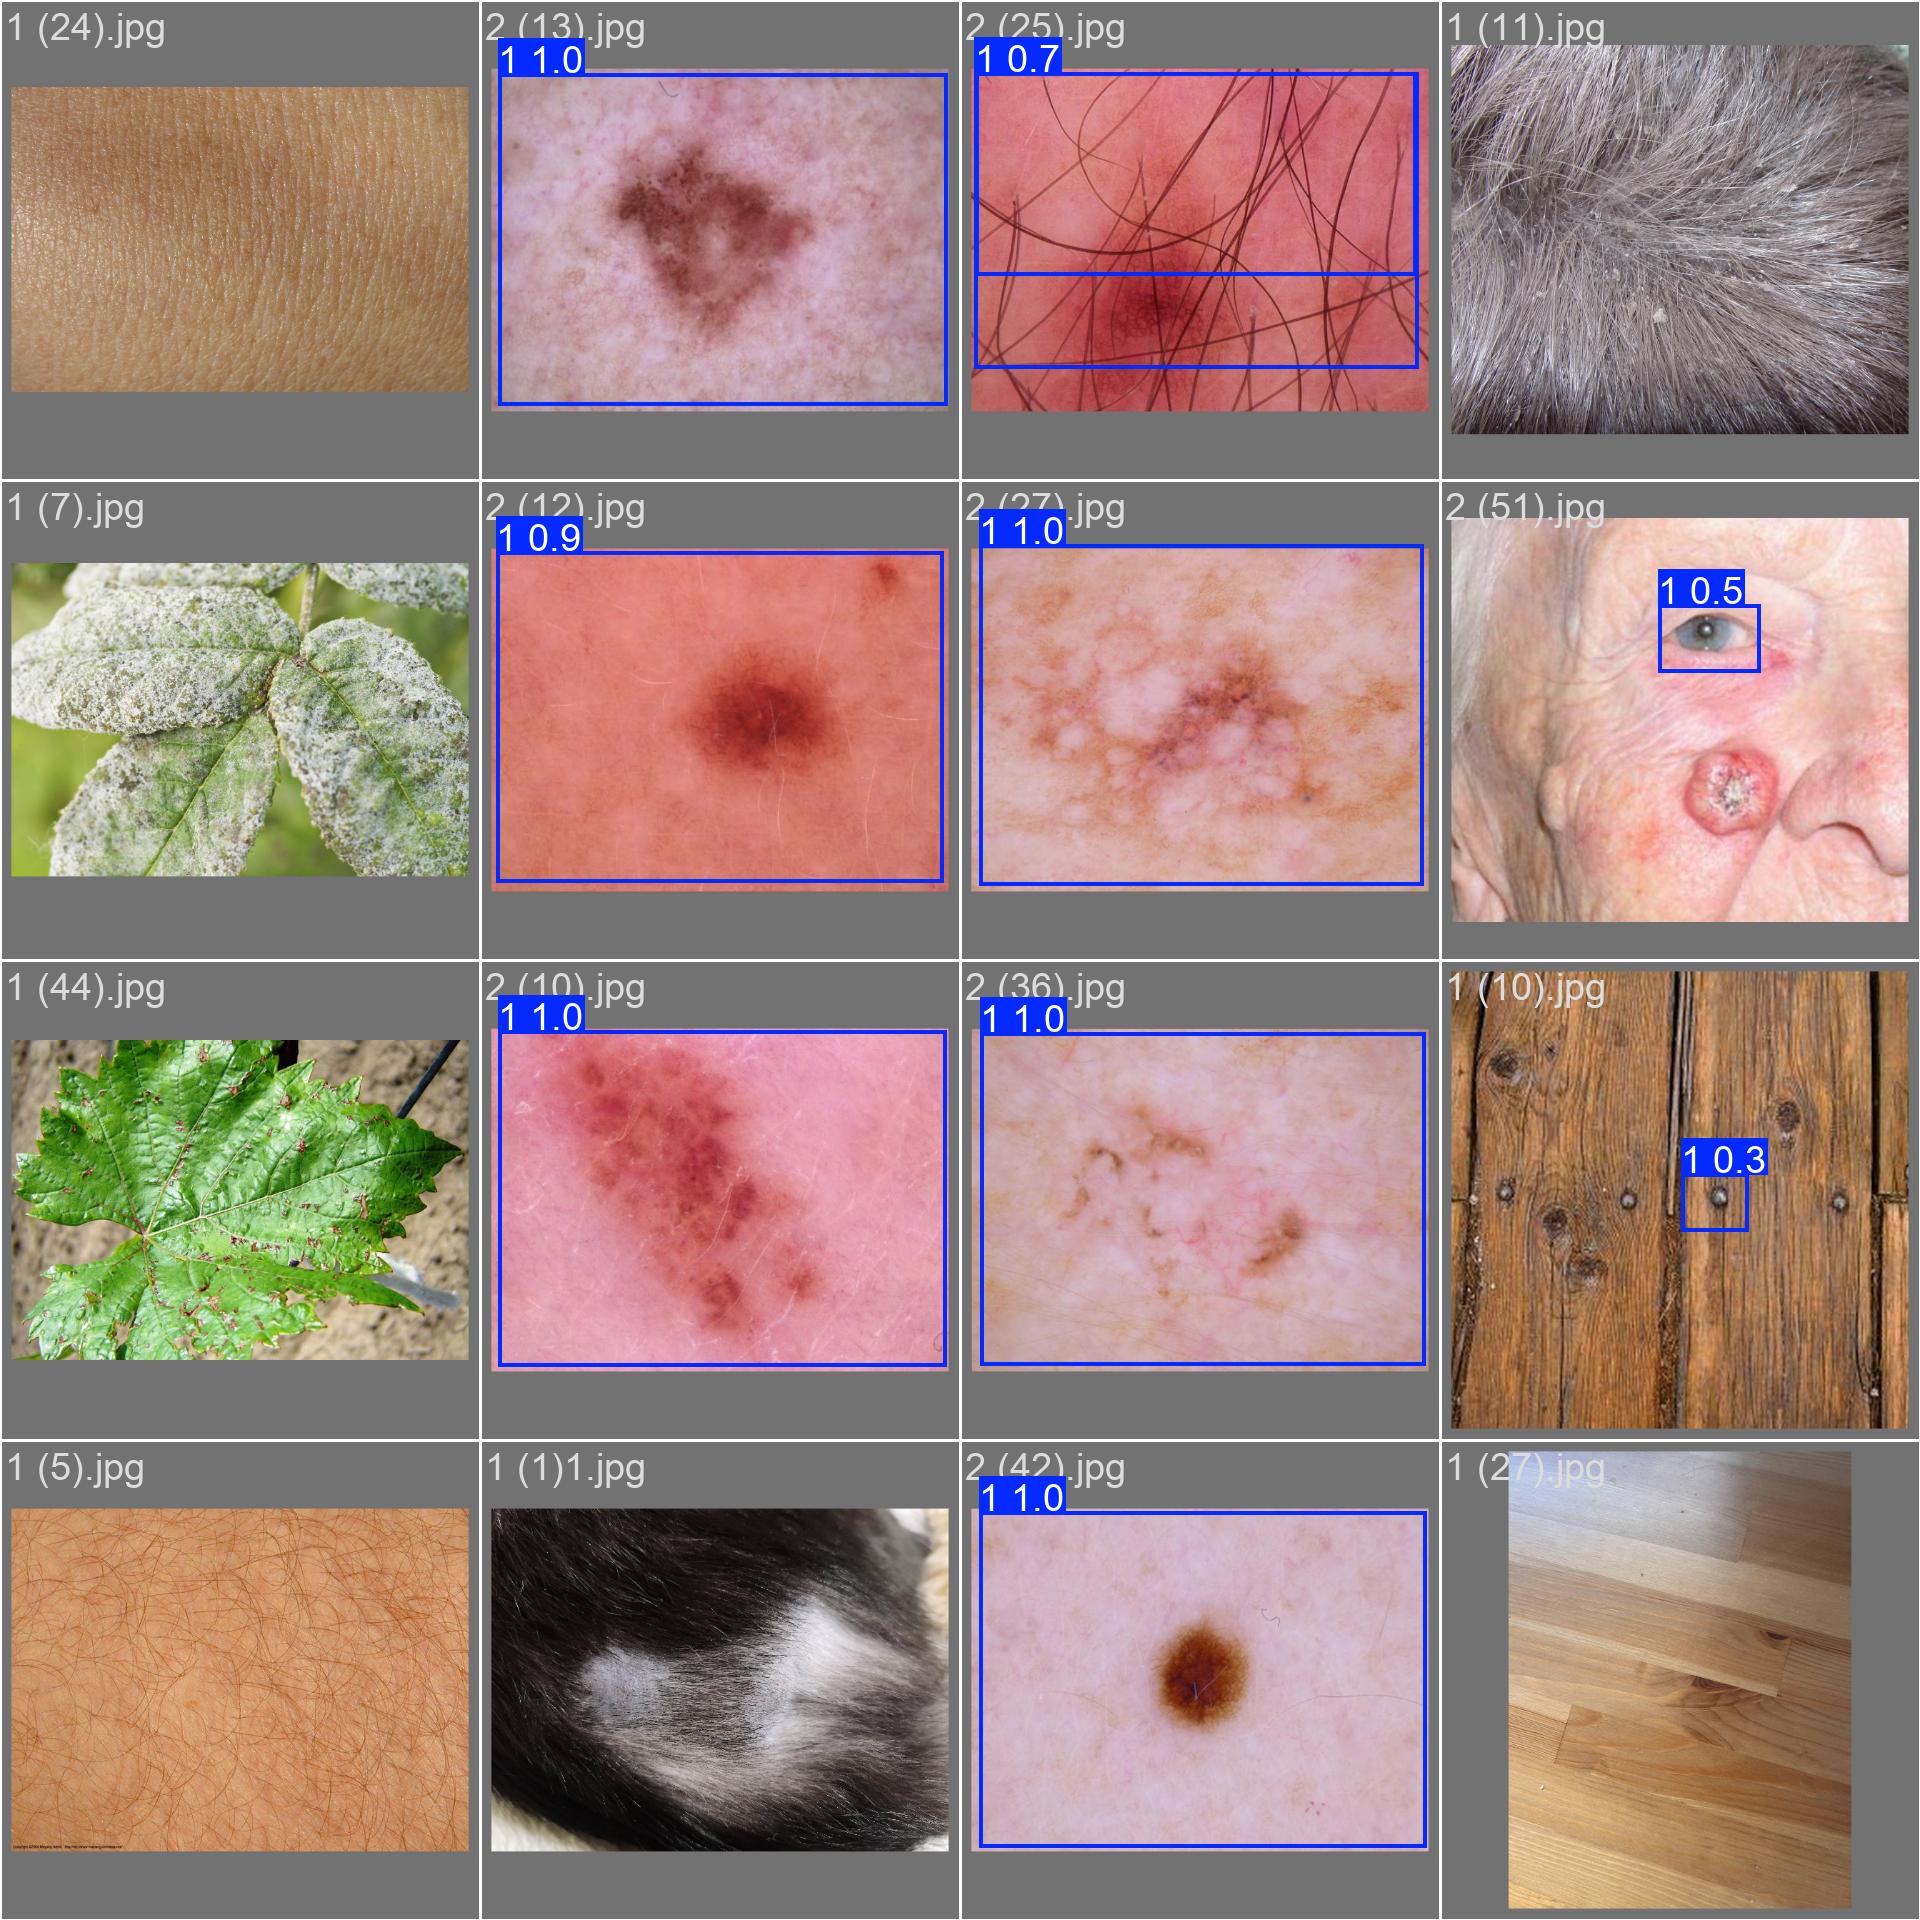 1 (24).jpg
2 (13).jpg
1 1.0
2 (25).jpg
1 0.7
1 (11).jpg
1 (7).jpg
2 (12).jpg
1 0.9
2 (27).jpg
1 1.0
2 (51).jpg
1 0.5
1 (44).jpg
2 (10).jpg
1 1.0
2 (36).jpg
1 1.0
1 (10).jpg
1 0.3
1 (5).jpg
1 (1)1.jpg
2 (42).jpg
1 1.0
1 (27).jpg